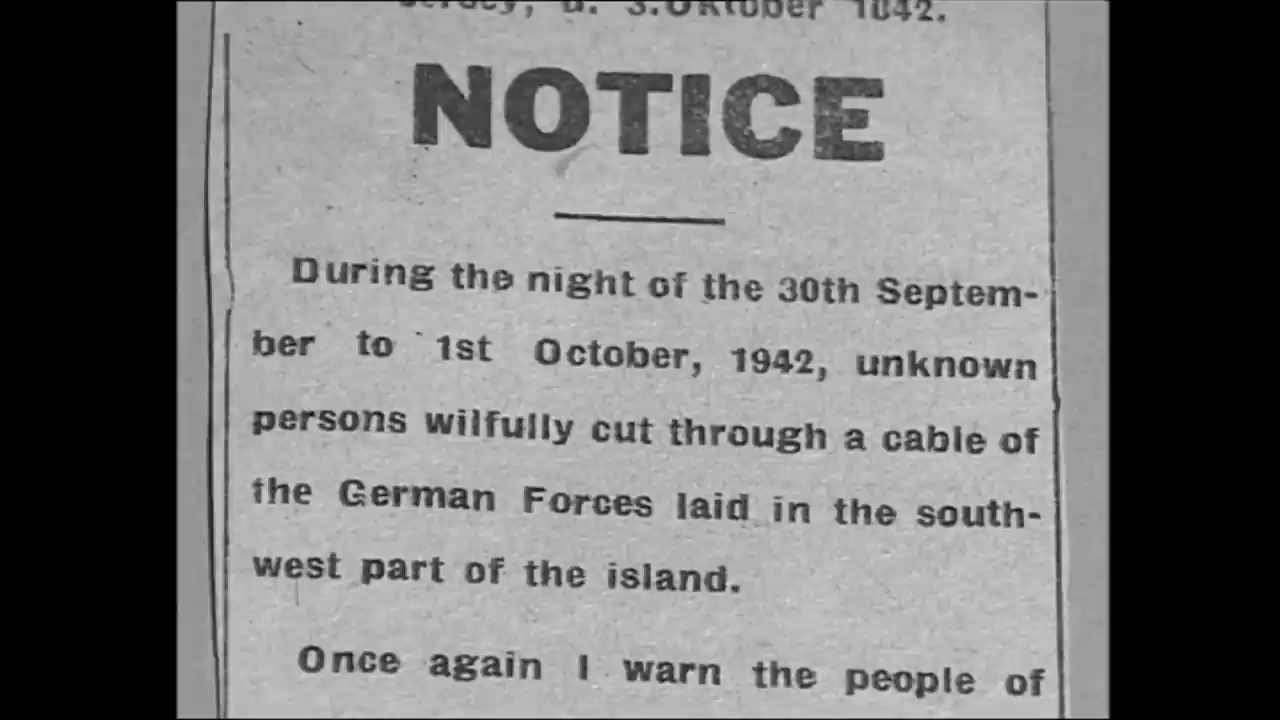 d. 3.Oktober 1942.
NOTICE
During the night of the 30th Septem-
ber to 1st October, 1942, unknown
persons wilfully cut through a cable of
the German Forces laid in the south-
west part of the island.
Once again I warn the people of